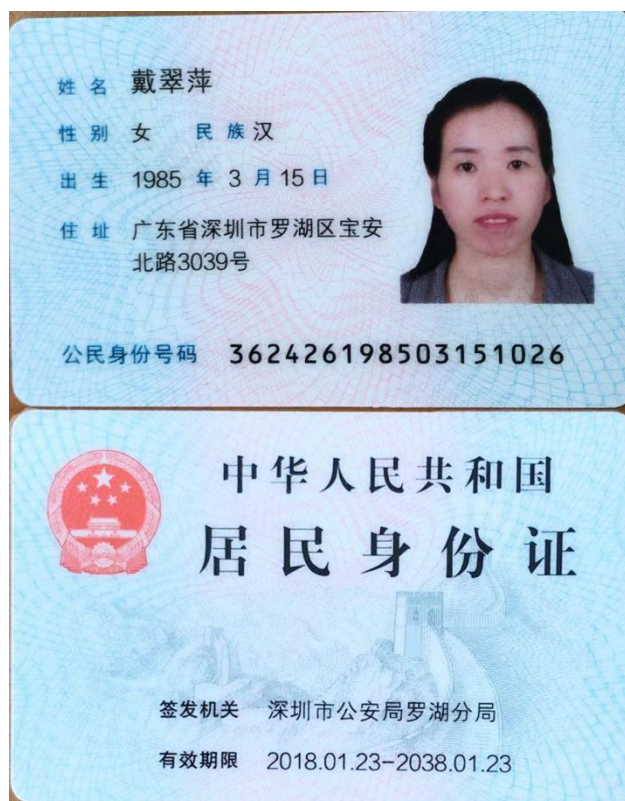 姓名 戴翠萍
性别 女 民族 汉
出生 1985 年 3 月 15 日
住址 广东省深圳市罗湖区宝安
北路3039号
公民身份号码 362426198503151026
中华人民共和国
居民身份证
签发机关 深圳市公安局罗湖分局
有效期限 2018.01.23-2038.01.23